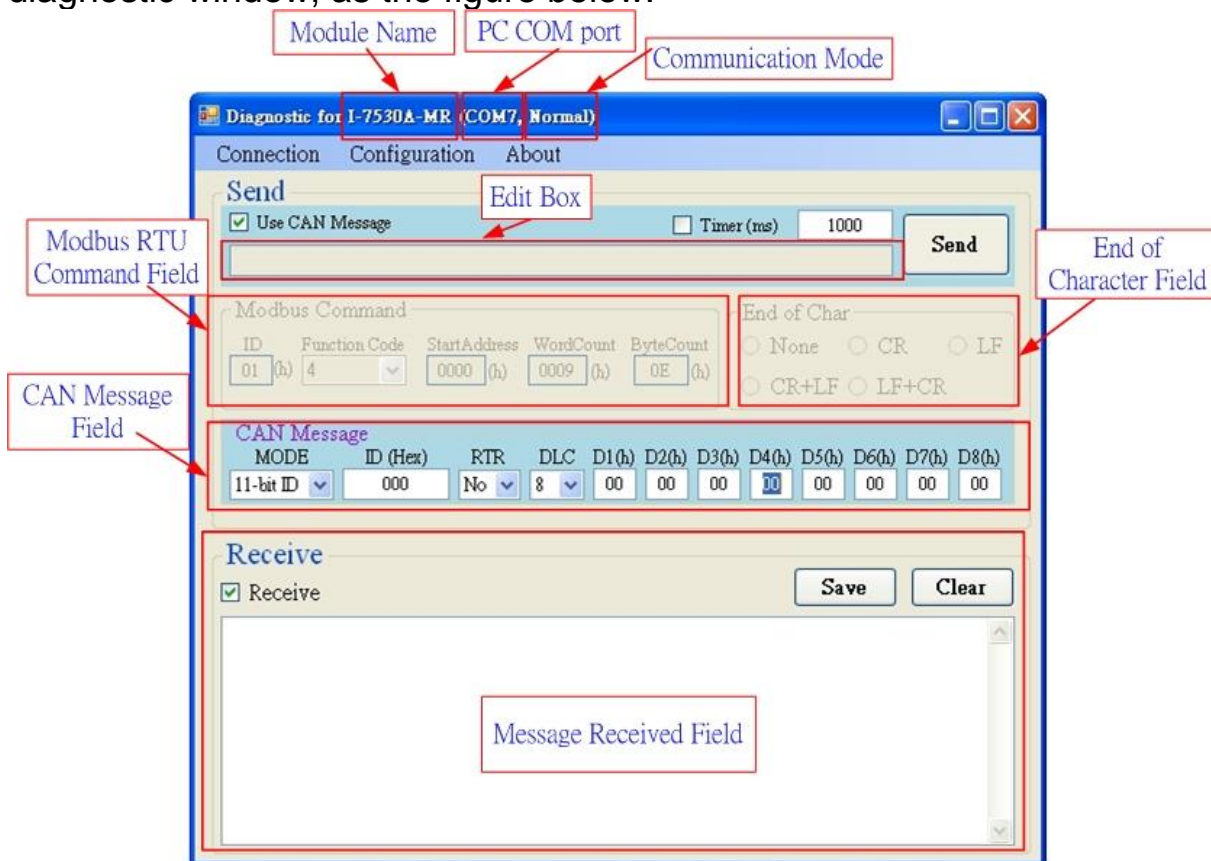 diagnostic window, as the figure below.
Module Name
PC COM port
Communication Mode
Diagnostic for I-7530A-MR (COM7, Normal)
Connection Configuration About
Send
Edit Box
Use CAN Message
Timer (ms) 1000
Send
Modbus RTU
Command Field
End of
Character Field
Modbus Command
ID Function Code StartAddress WordCount ByteCount
01 (h) 4 0000 (h) 0009 (h) 0E (h)
End of Char
None CR LF
CR+LF LF+CR
CAN Message
Field
CAN Message
MODE ID (Hex) RTR DLC D1(h) D2(h) D3(h) D4(h) D5(h) D6(h) D7(h) D8(h)
11-bit ID 000 No 8 00 00 00 00 00 00 00 00
Receive
Receive
Save Clear
Message Received Field